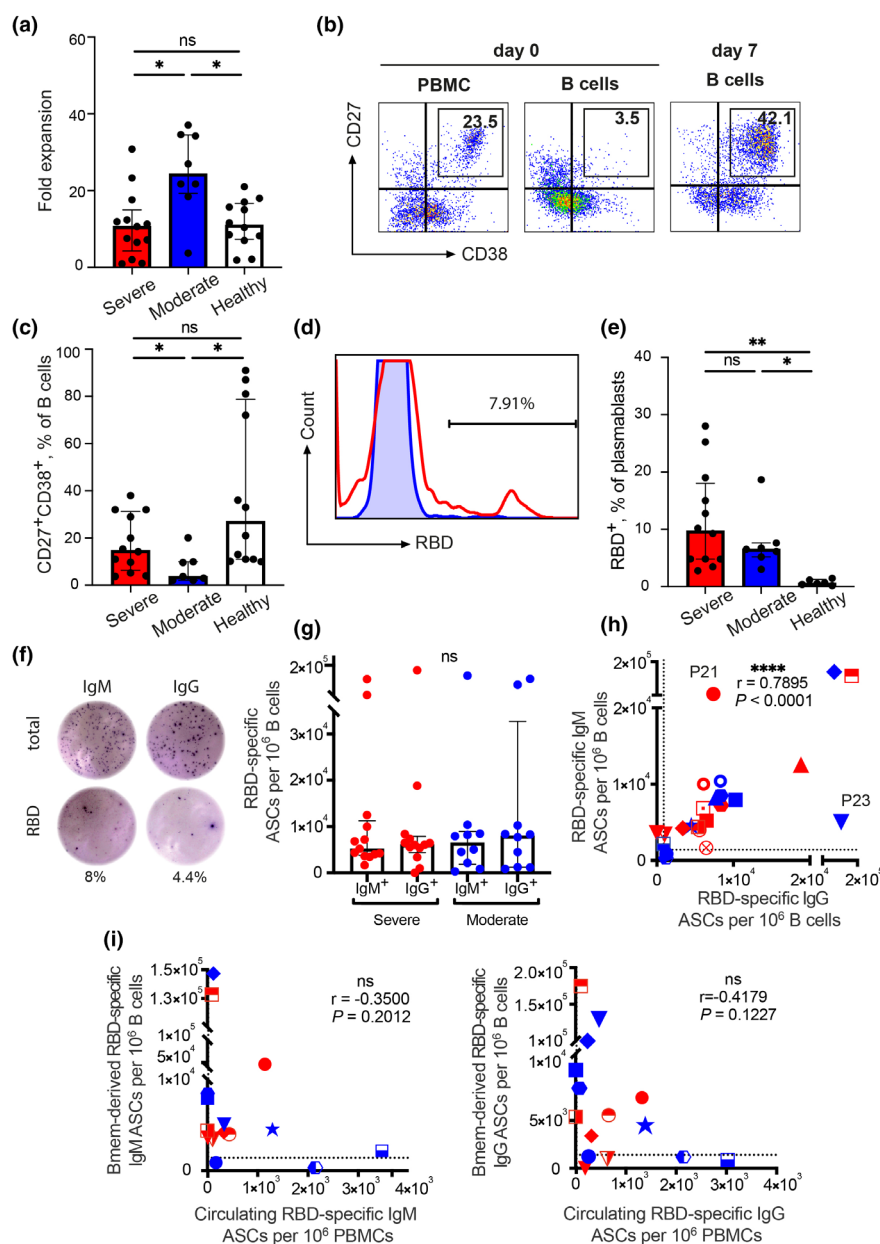 (a)
60
40
20
0
Fold expansion
ns
* *
Severe
Moderate
Healthy
(b)
day 0
day 7
PBMC
B cells
B cells
CD27
23.5
3.5
42.1
CD38
(c)
100
80
60
40
20
0
CD27+CD38+, % of B cells
ns
* *
Severe
Moderate
Healthy
(d)
Count
7.91%
RBD
(e)
40
30
20
10
0
RBD+, % of plasmablasts
**
ns
*
Severe
Moderate
Healthy
(f)
IgM
IgG
total
RBD
8%
4.4%
(g)
RBD-specific
ASCs per 10⁶ B cells
2×10⁵
3×10⁴
2×10⁴
1×10⁴
0
ns
IgM+
IgG+
IgM+
IgG+
Severe
Moderate
(h)
RBD-specific IgM
ASCs per 10⁶ B cells
2×10⁵
2×10⁴
1×10⁴
0
P21
****
r = 0.7895
P < 0.0001
P23
0
1×10⁴
2×10⁴
2×10⁵
RBD-specific IgG
ASCs per 10⁶ B cells
(i)
Bmem-derived RBD-specific
IgM ASCs per 10⁶ B cells
1.5×10⁵
1.3×10⁵
1×10⁵
5×10⁴
1×10⁴
0
ns
r = -0.3500
P = 0.2012
0
1×10³
2×10³
3×10³
4×10³
Circulating RBD-specific IgM
ASCs per 10⁶ PBMCs
Bmem-derived RBD-specific
IgG ASCs per 10⁶ B cells
2.0×10⁵
1.5×10⁵
1×10⁵
1×10⁴
5×10³
0
ns
r=-0.4179
P = 0.1227
0
1×10³
2×10³
3×10³
4×10³
Circulating RBD-specific IgG
ASCs per 10⁶ PBMCs